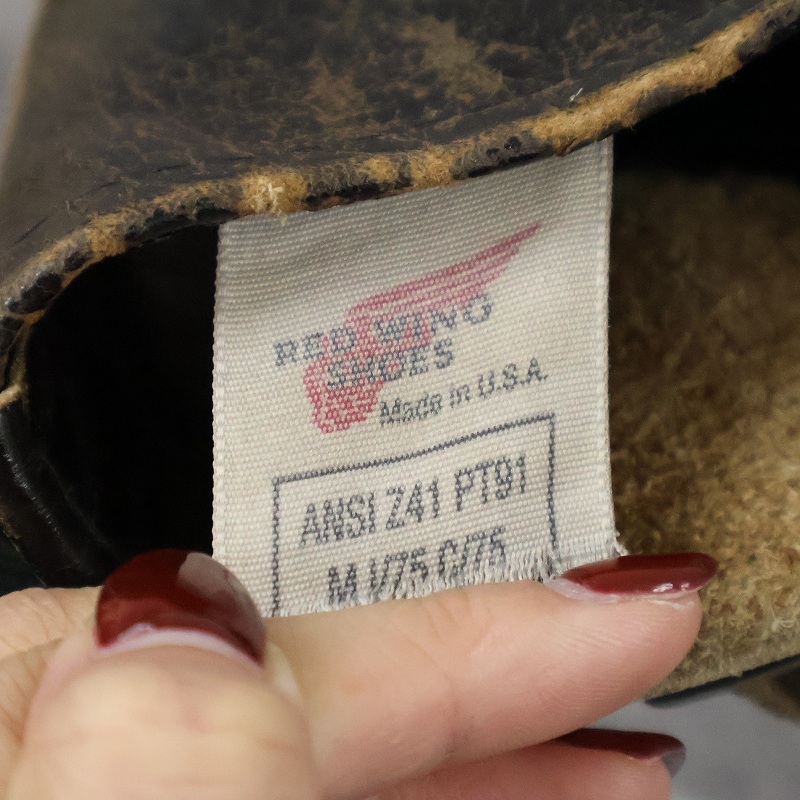 RED WING
SHOES
Made in U.S.A.
ANSI Z41 PT91
M I/75 C/75